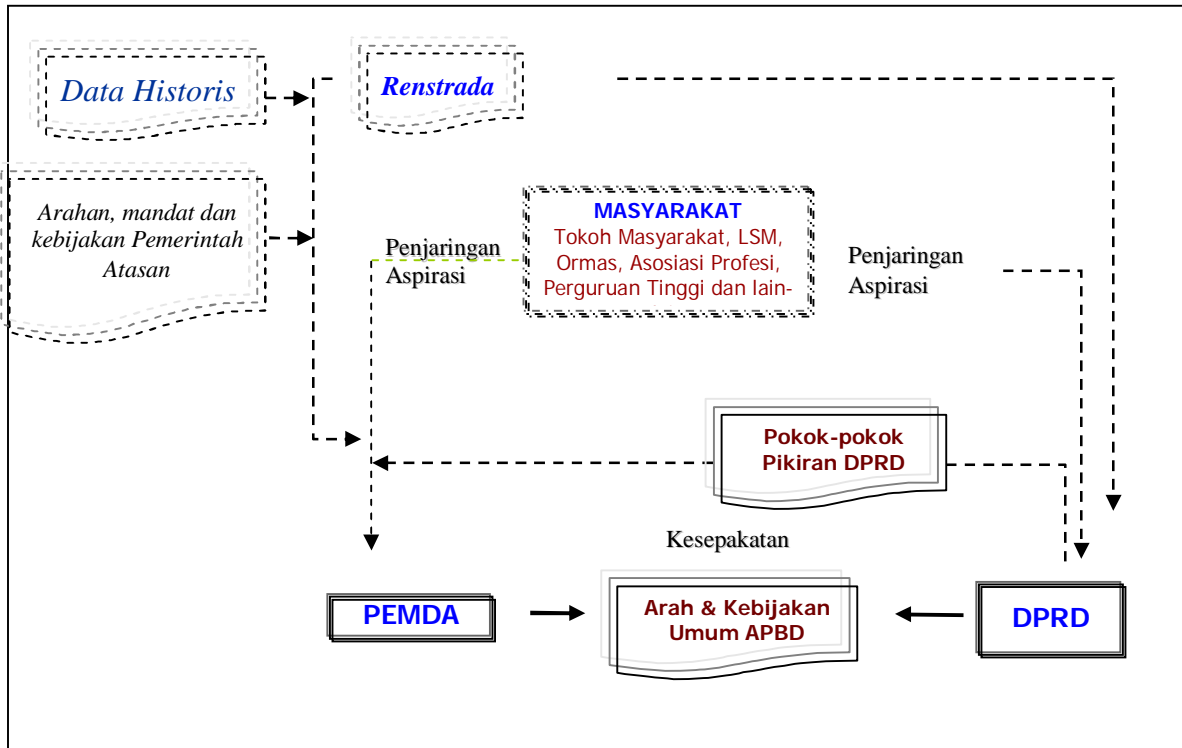 Data Historis
Renstrada
Arahan, mandat dan
kebijakan Pemerintah
Atasan
MASYARAKAT
Tokoh Masyarakat, LSM,
Ormas, Asosiasi Profesi,
Perguruan Tinggi dan lain-
Penjaringan
Aspirasi
Penjaringan
Aspirasi
Pokok-pokok
Pikiran DPRD
Kesepakatan
PEMDA
Arah & Kebijakan
Umum APBD
DPRD